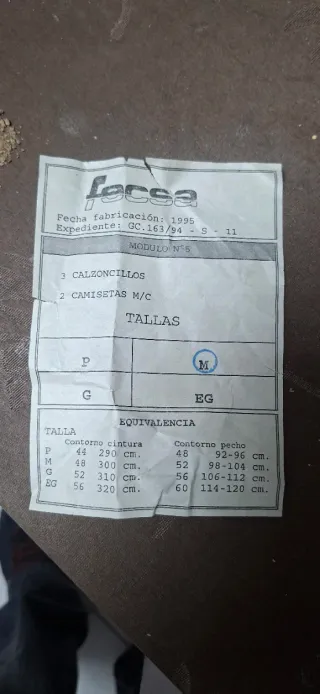 fecsa
Fecha fabricación: 1995
Expediente: GC.163/94 - S - 11
MODULO Nº5
3 CALZONCILLOS
2 CAMISETAS M/C
TALLAS
P M
G EG
EQUIVALENCIA
TALLA
Contorno cintura Contorno pecho
P 44 290 cm. 48 92-96 cm.
M 48 300 cm. 52 98-104 cm.
G 52 310 cm. 56 106-112 cm.
EG 56 320 cm. 60 114-120 cm.